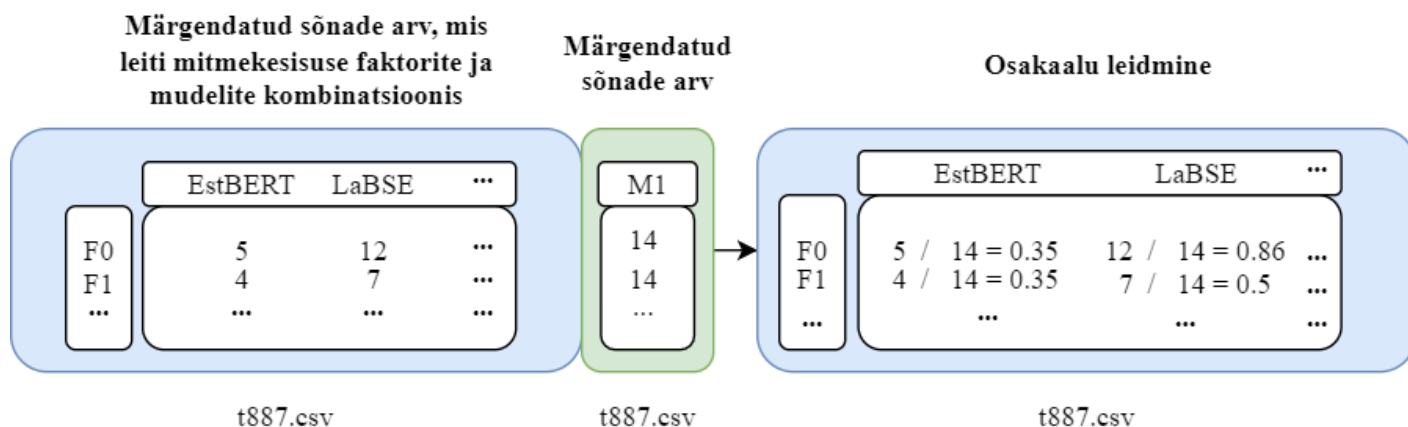 Märgendatud sõnade arv, mis
leiti mitmekesisuse faktorite ja
mudelite kombinatsioonis
EstBERT LaBSE ...
F0 5 12 ...
F1 4 7 ...
... ... ... ...
t887.csv
Märgendatud
sõnade arv
M1
14
14
...
t887.csv
Osakaalu leidmine
EstBERT LaBSE ...
F0 5 / 14 = 0.35 12 / 14 = 0.86 ...
F1 4 / 14 = 0.35 7 / 14 = 0.5 ...
... ... ... ...
t887.csv